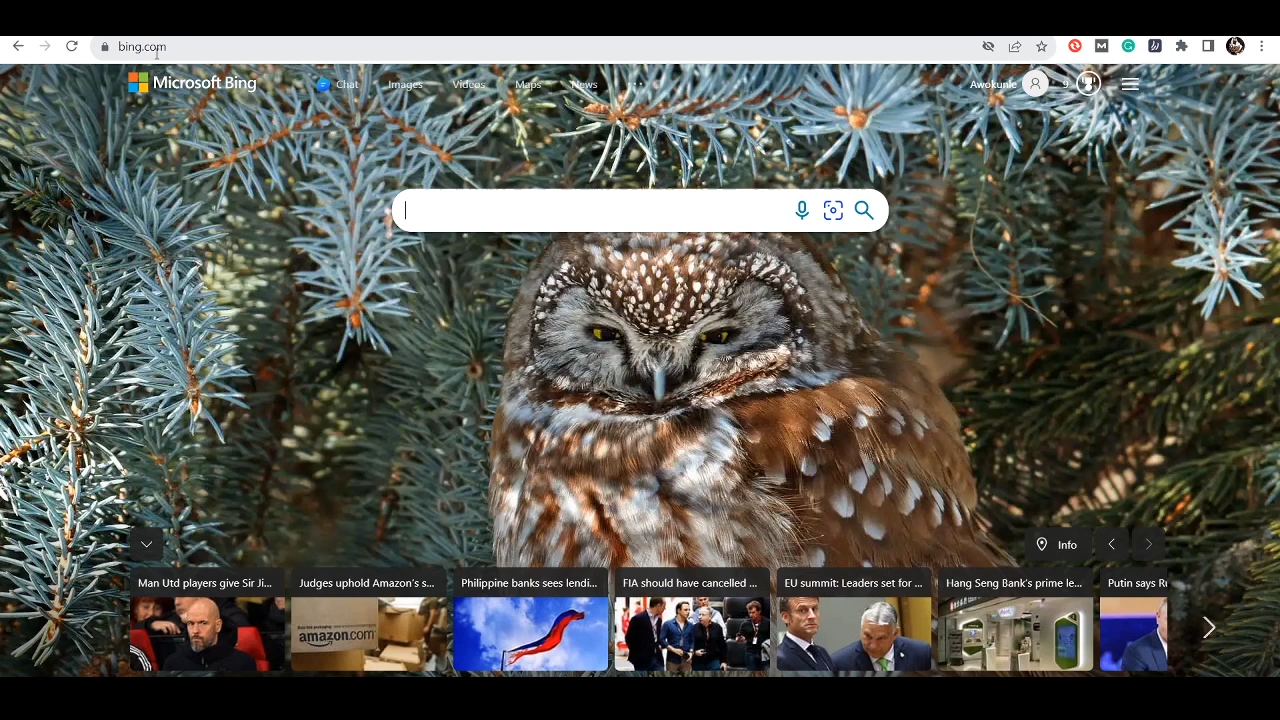 bing.com
Microsoft Bing
Chat
Images
Videos
Maps
News
Awokunle
9
Info
Man Utd players give Sir Ji...
Judges uphold Amazon's s...
Philippine banks sees lendi...
FIA should have cancelled ...
EU summit: Leaders set for ...
Hang Seng Bank's prime le...
Putin says Ru
amazon.com